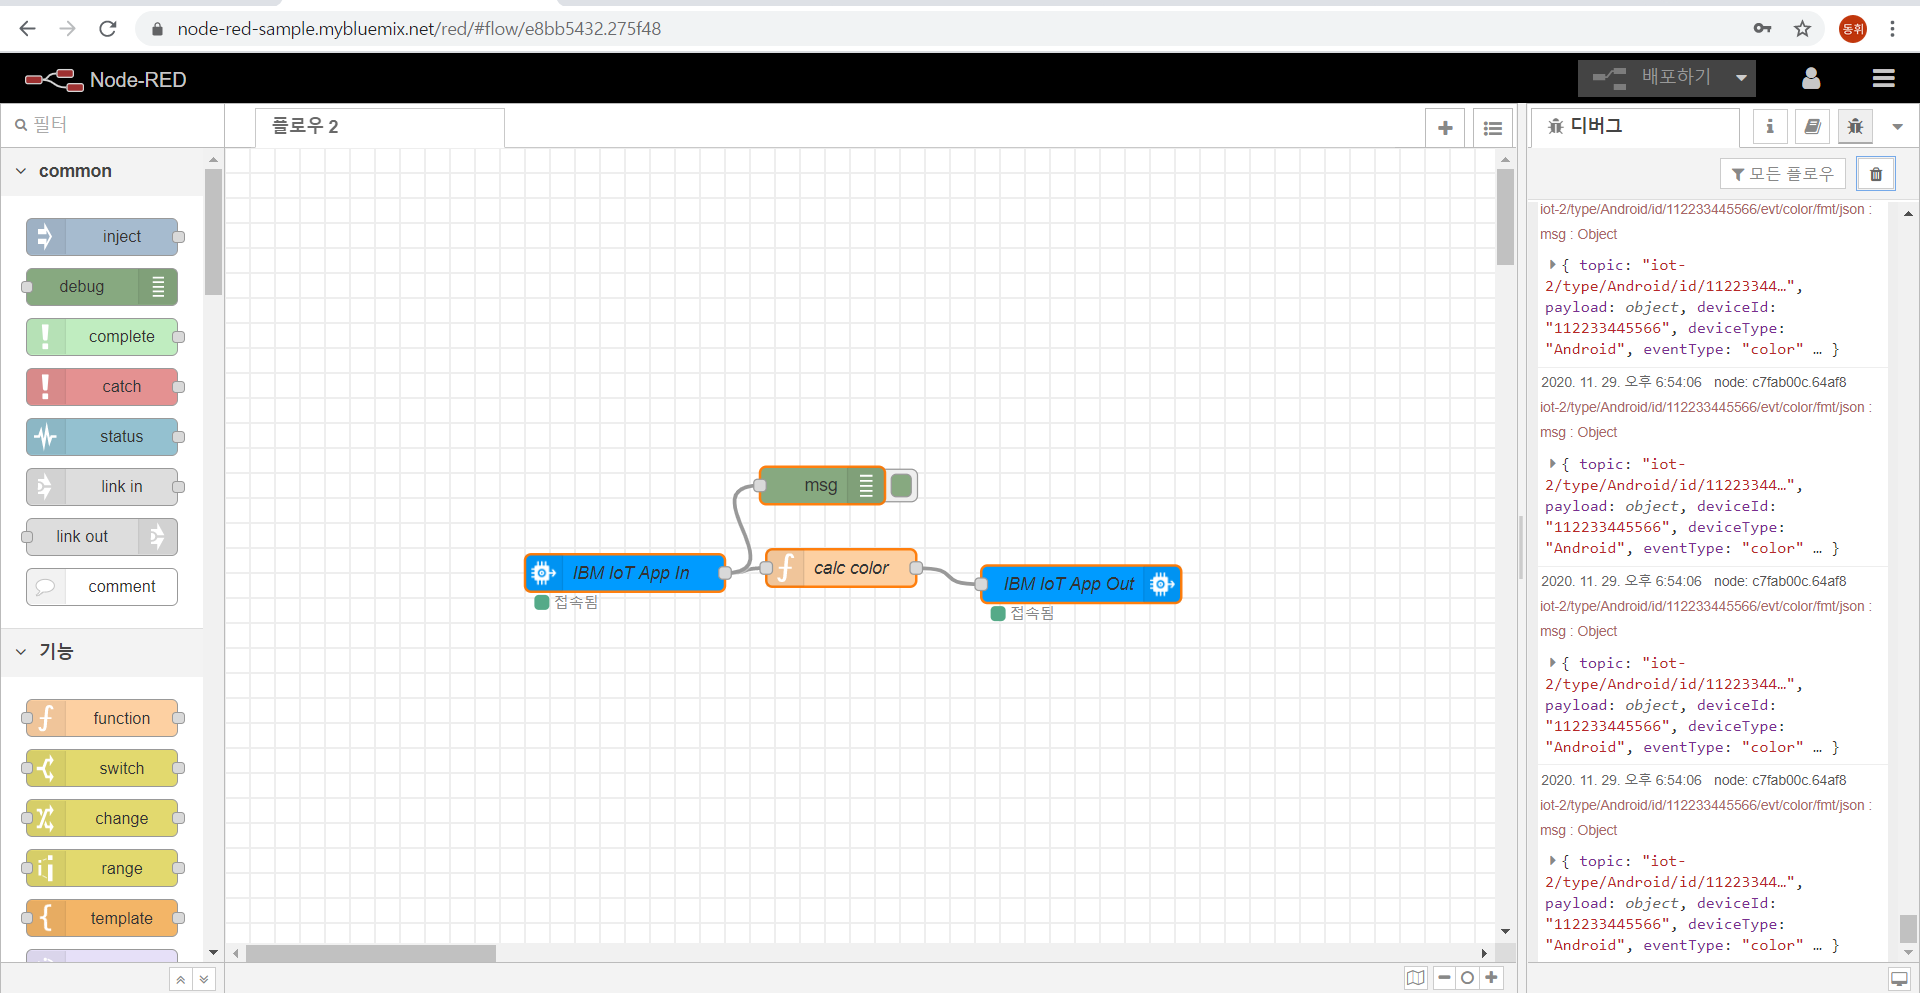 node-red-sample.mybluemix.net/red/#flow/e8bb5432.275f48
동휘
Node-RED
배포하기
필터
common
inject
debug
complete
catch
status
link in
link out
comment
기능
function
switch
change
range
template
플로우 2
msg
IBM IoT App In
접속됨
calc color
IBM IoT App Out
접속됨
디버그
모든 플로우
iot-2/type/Android/id/112233445566/evt/color/fmt/json :
msg : Object
{ topic: "iot-
2/type/Android/id/11223344…",
payload: object, deviceId:
"112233445566", deviceType:
"Android", eventType: "color" … }
2020. 11. 29. 오후 6:54:06 node: c7fab00c.64af8
iot-2/type/Android/id/112233445566/evt/color/fmt/json :
msg : Object
{ topic: "iot-
2/type/Android/id/11223344…",
payload: object, deviceId:
"112233445566", deviceType:
"Android", eventType: "color" … }
2020. 11. 29. 오후 6:54:06 node: c7fab00c.64af8
iot-2/type/Android/id/112233445566/evt/color/fmt/json :
msg : Object
{ topic: "iot-
2/type/Android/id/11223344…",
payload: object, deviceId:
"112233445566", deviceType:
"Android", eventType: "color" … }
2020. 11. 29. 오후 6:54:06 node: c7fab00c.64af8
iot-2/type/Android/id/112233445566/evt/color/fmt/json :
msg : Object
{ topic: "iot-
2/type/Android/id/11223344…",
payload: object, deviceId:
"112233445566", deviceType:
"Android", eventType: "color" … }